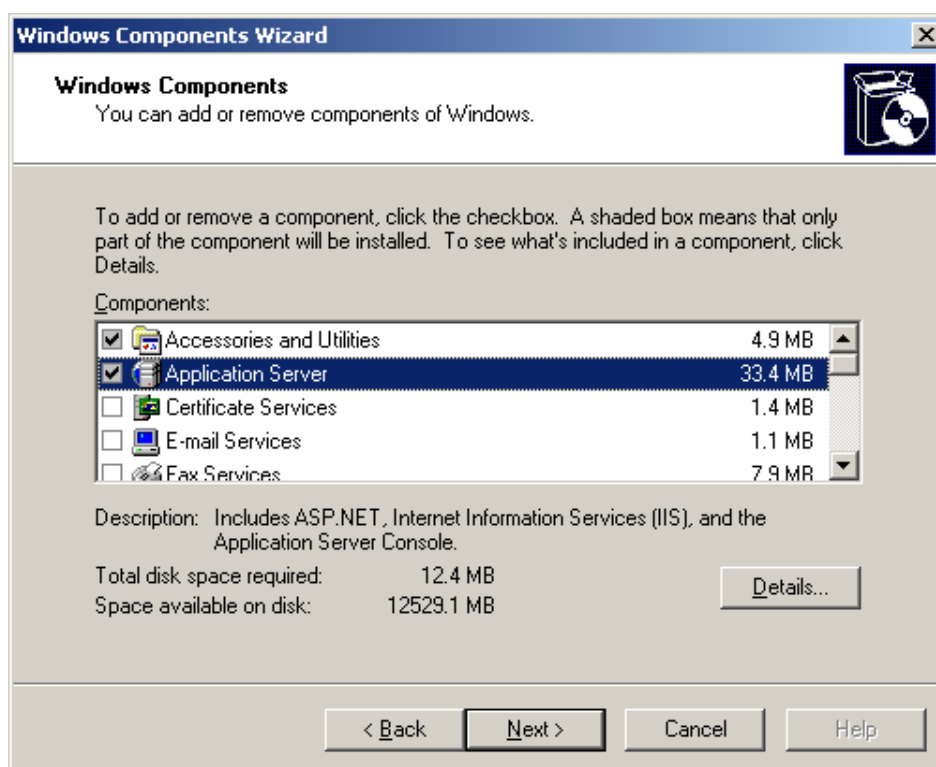 Windows Components Wizard
Windows Components
You can add or remove components of Windows.
To add or remove a component, click the checkbox. A shaded box means that only
part of the component will be installed. To see what's included in a component, click
Details.
Components:
Accessories and Utilities 4.9 MB
Application Server 33.4 MB
Certificate Services 1.4 MB
E-mail Services 1.1 MB
Fax Services 7.9 MB
Description: Includes ASP.NET, Internet Information Services (IIS), and the
Application Server Console.
Total disk space required: 12.4 MB
Space available on disk: 12529.1 MB
Details...
< Back Next > Cancel Help